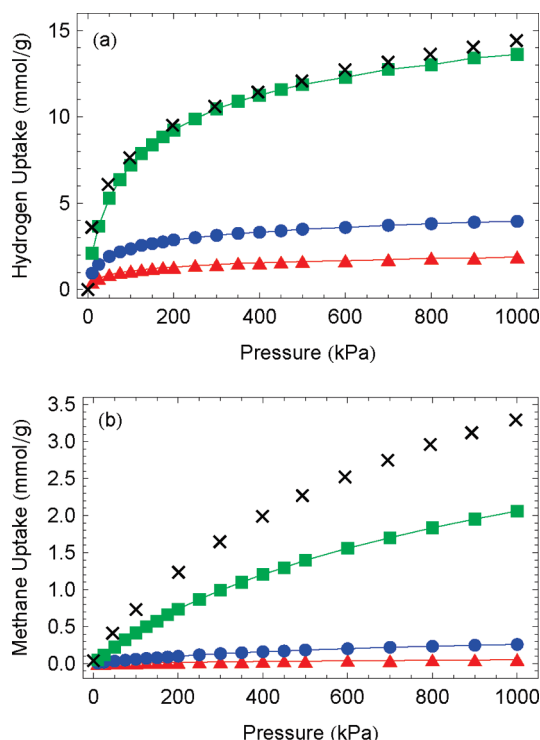 (a)
Hydrogen Uptake (mmol/g)
15
10
5
0
0 200 400 600 800 1000
Pressure (kPa)
(b)
Methane Uptake (mmol/g)
3.5
3.0
2.5
2.0
1.5
1.0
0.5
0.0
0 200 400 600 800 1000
Pressure (kPa)